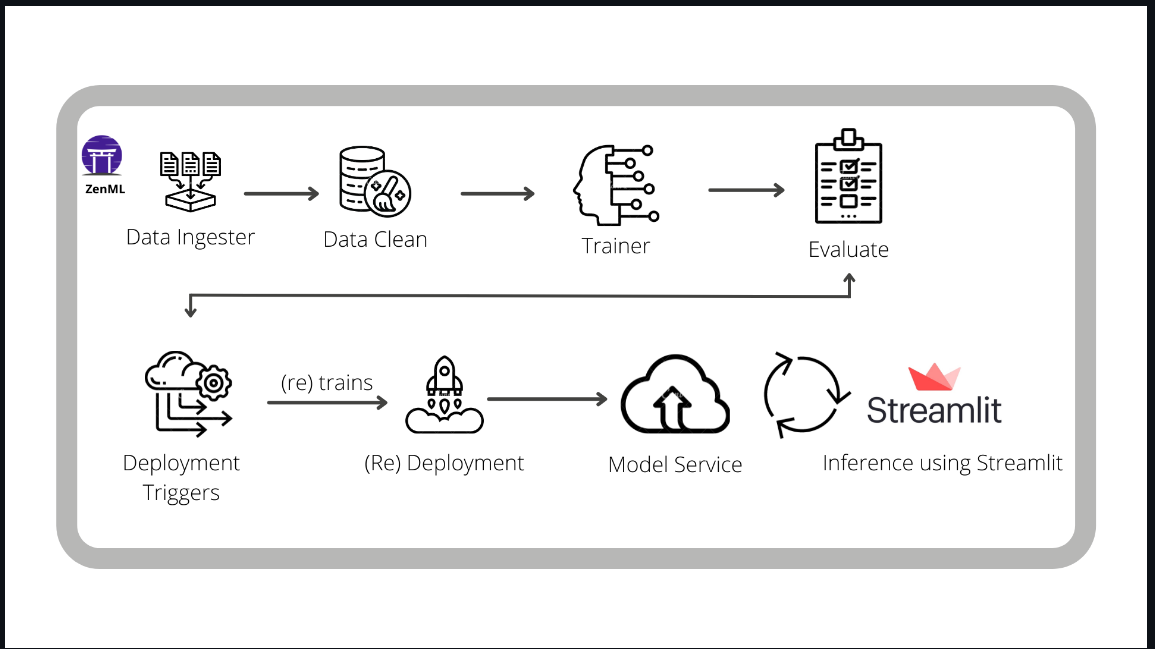 ZenML
Data Ingester
Data Clean
Trainer
Evaluate
(re) trains
Streamlit
Deployment
Triggers
(Re) Deployment
Model Service
Inference using Streamlit